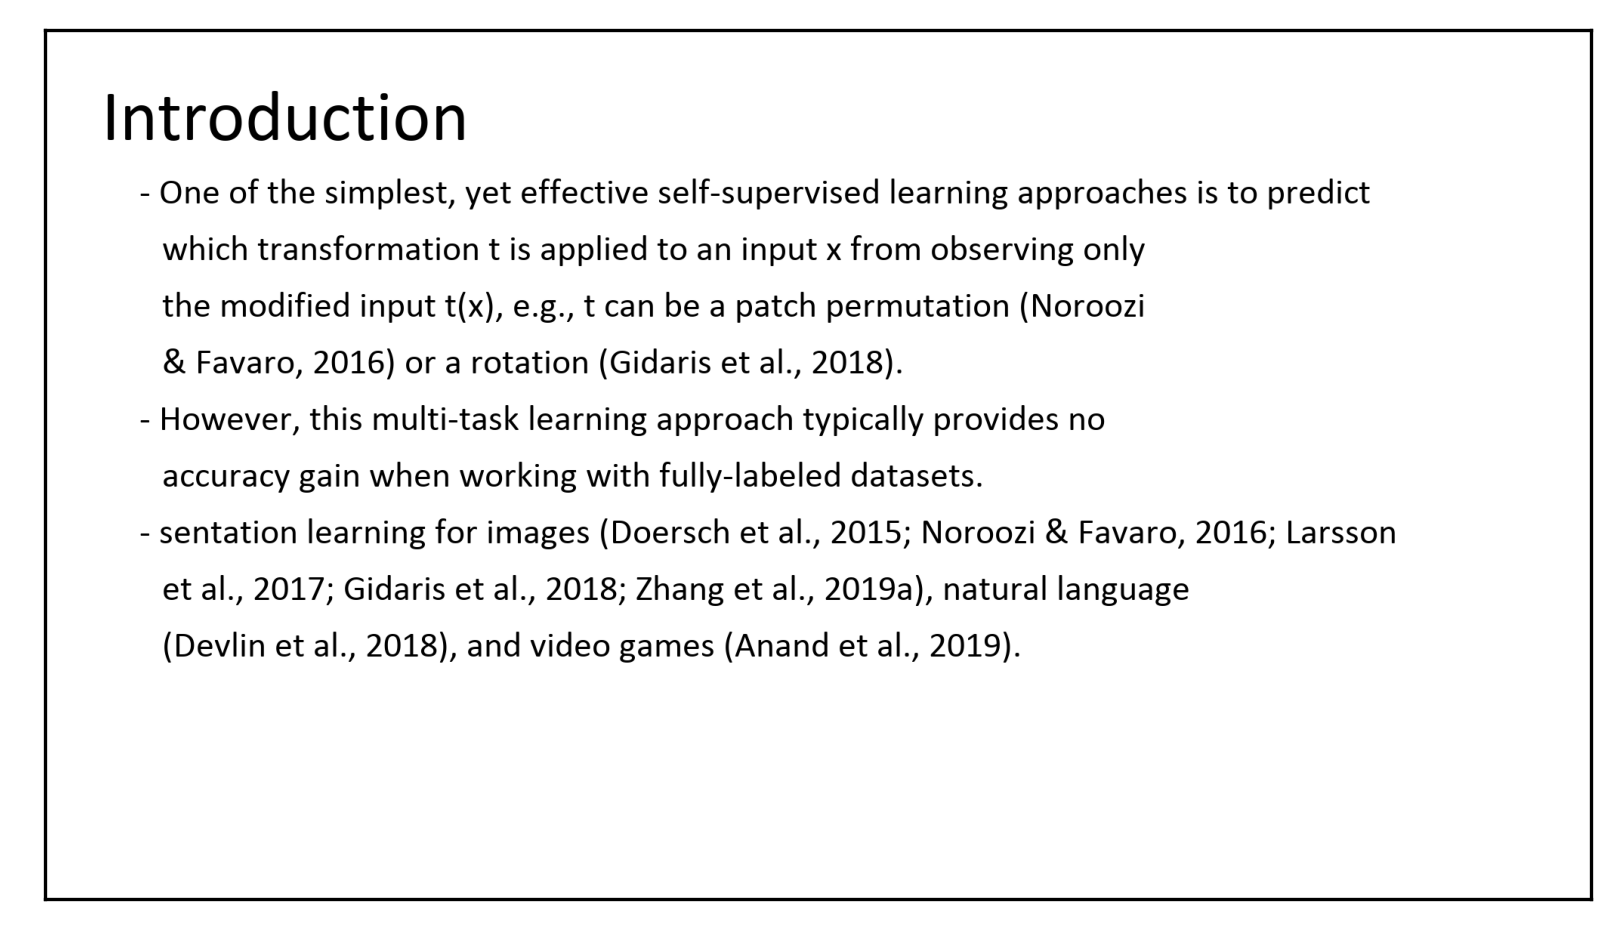 Introduction
- One of the simplest, yet effective self-supervised learning approaches is to predict
which transformation t is applied to an input x from observing only
the modified input t(x), e.g., t can be a patch permutation (Noroozi
& Favaro, 2016) or a rotation (Gidaris et al., 2018).
- However, this multi-task learning approach typically provides no
accuracy gain when working with fully-labeled datasets.
- sentation learning for images (Doersch et al., 2015; Noroozi & Favaro, 2016; Larsson
et al., 2017; Gidaris et al., 2018; Zhang et al., 2019a), natural language
(Devlin et al., 2018), and video games (Anand et al., 2019).